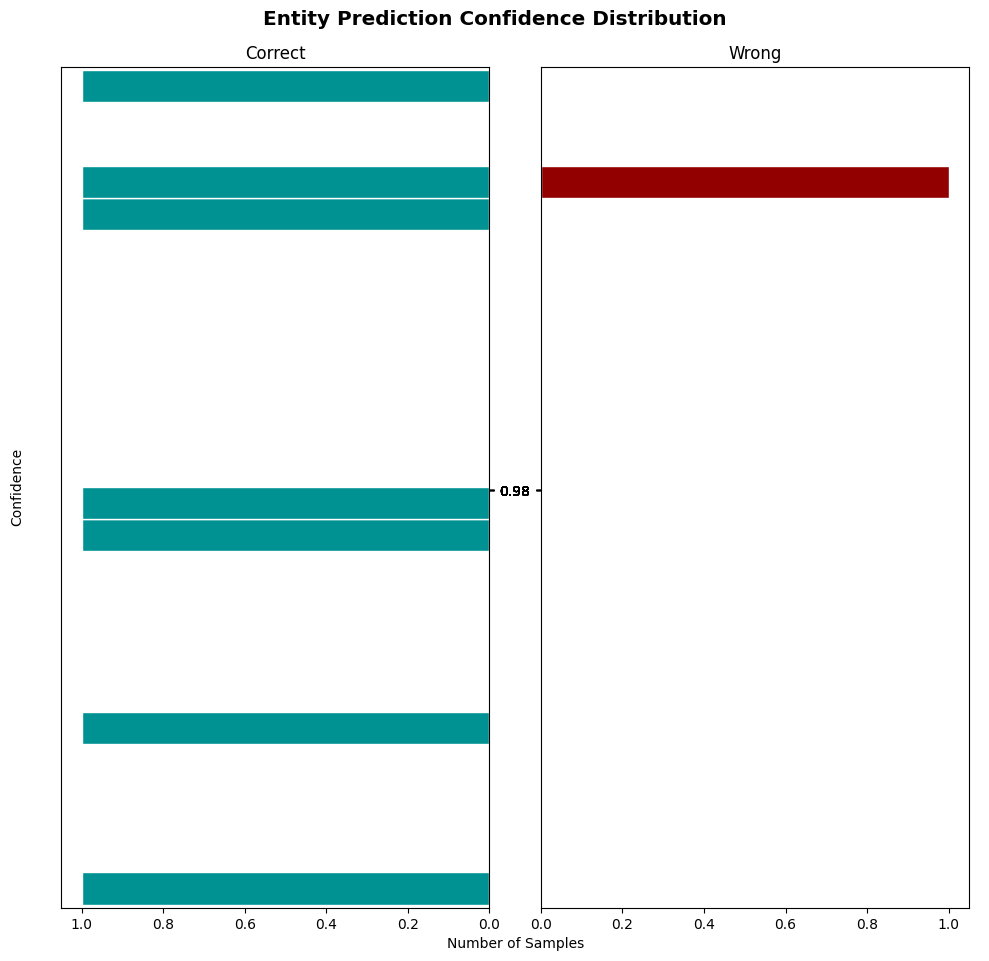 Entity Prediction Confidence Distribution
Correct Wrong
Confidence
0.98
1.0 0.8 0.6 0.4 0.2 0.0 0.0 0.2 0.4 0.6 0.8 1.0
Number of Samples